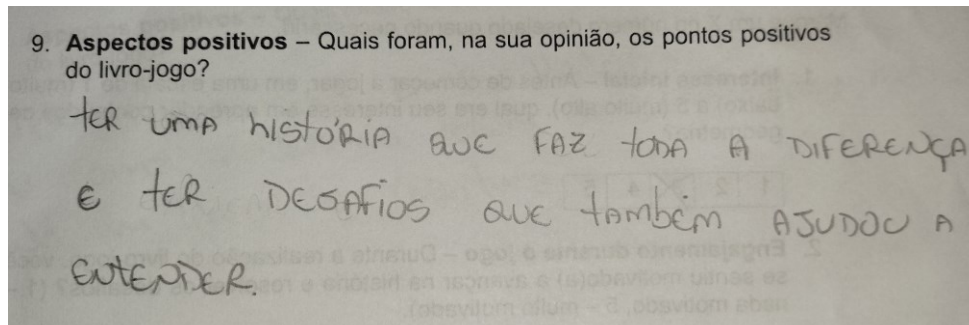 9. Aspectos positivos – Quais foram, na sua opinião, os pontos positivos
do livro-jogo?
TER UMA HISTÓRIA QUE FAZ TODA A DIFERENÇA
E TER DESAFIOS QUE TAMBÉM AJUDOU A
ENTENDER.